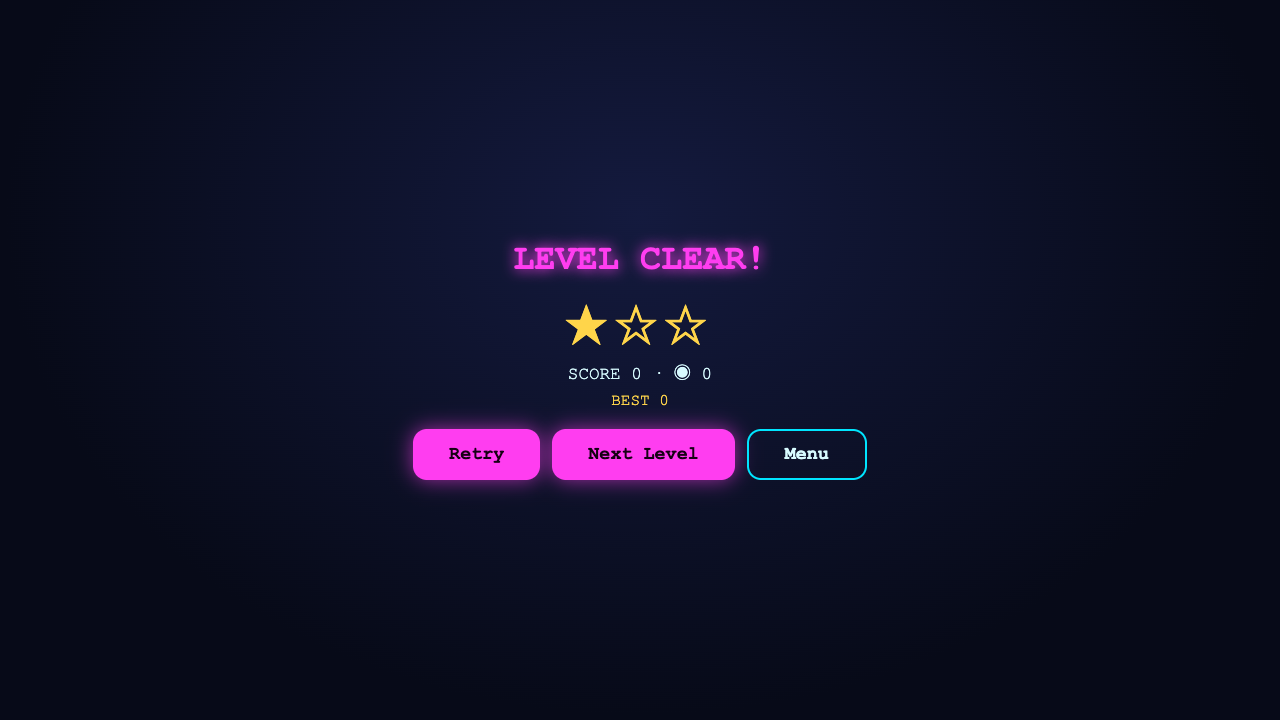 LEVEL CLEAR!
★☆☆
SCORE 0 · ◉ 0
BEST 0
Retry Next Level Menu